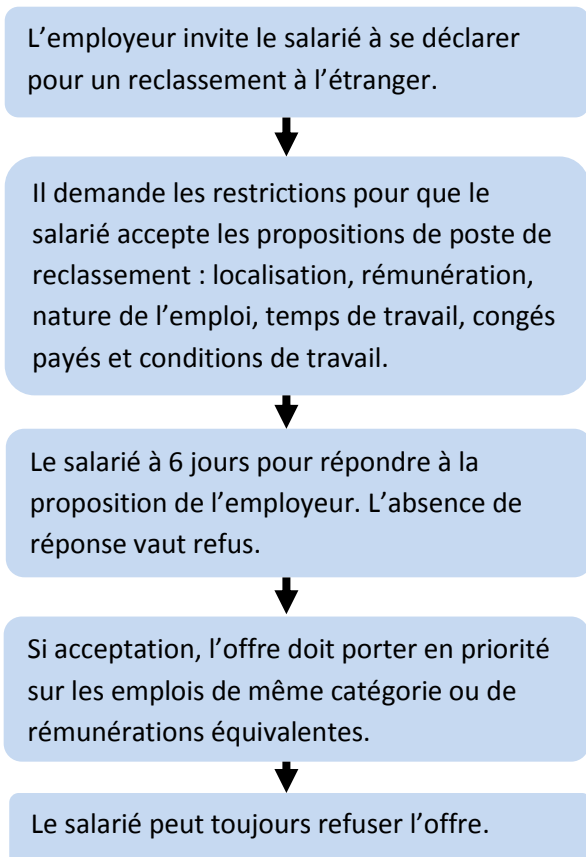 L’employeur invite le salarié à se déclarer
pour un reclassement à l’étranger.
Il demande les restrictions pour que le
salarié accepte les propositions de poste de
reclassement : localisation, rémunération,
nature de l’emploi, temps de travail, congés
payés et conditions de travail.
Le salarié à 6 jours pour répondre à la
proposition de l’employeur. L’absence de
réponse vaut refus.
Si acceptation, l’offre doit porter en priorité
sur les emplois de même catégorie ou de
rémunérations équivalentes.
Le salarié peut toujours refuser l’offre.